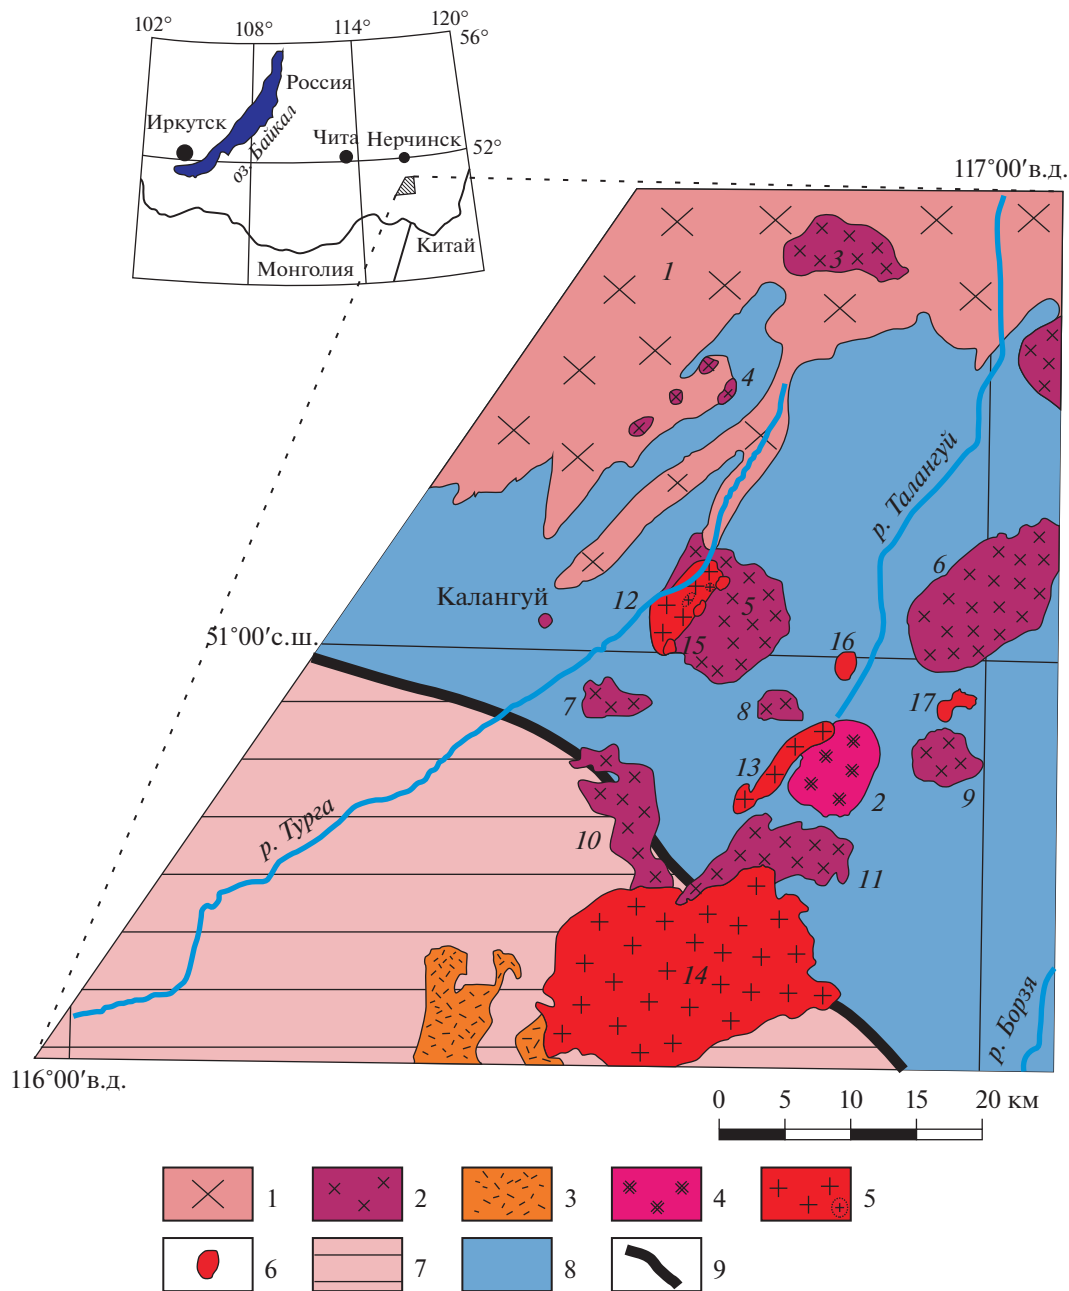 102° 108° 114° 120°
56°
Россия
Иркутск
оз. Байкал
Чита Нерчинск
52°
Китай
Монголия
117°00′в.д.
3
1
4
р. Талангуй
6
Калангуй
12
5
51°00′с.ш.
15
16
7
8
17
13
2
9
р. Турга
10
11
14
р. Борзя
116°00′в.д.
0 5 10 15 20 км
1 2 3 4 5
6 7 8 9